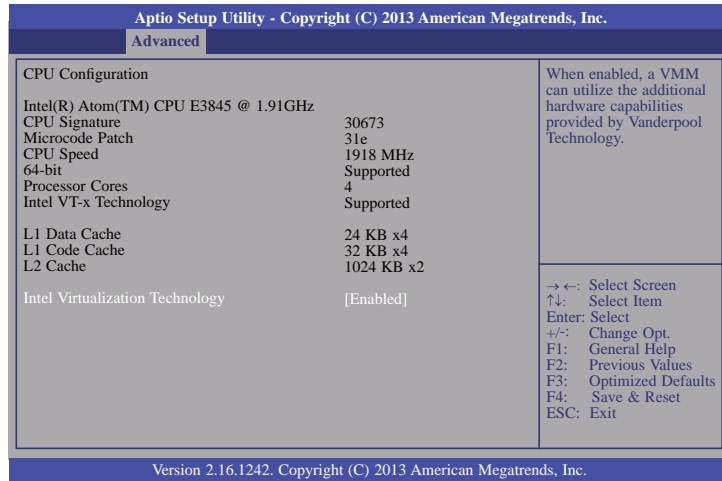 Aptio Setup Utility - Copyright (C) 2013 American Megatrends, Inc.
Advanced
CPU Configuration
Intel(R) Atom(TM) CPU E3845 @ 1.91GHz
CPU Signature 30673
Microcode Patch 31e
CPU Speed 1918 MHz
64-bit Supported
Processor Cores 4
Intel VT-x Technology Supported
L1 Data Cache 24 KB x4
L1 Code Cache 32 KB x4
L2 Cache 1024 KB x2
Intel Virtualization Technology [Enabled]
When enabled, a VMM
can utilize the additional
hardware capabilities
provided by Vanderpool
Technology.
→←: Select Screen
↑↓: Select Item
Enter: Select
+/-: Change Opt.
F1: General Help
F2: Previous Values
F3: Optimized Defaults
F4: Save & Reset
ESC: Exit
Version 2.16.1242. Copyright (C) 2013 American Megatrends, Inc.